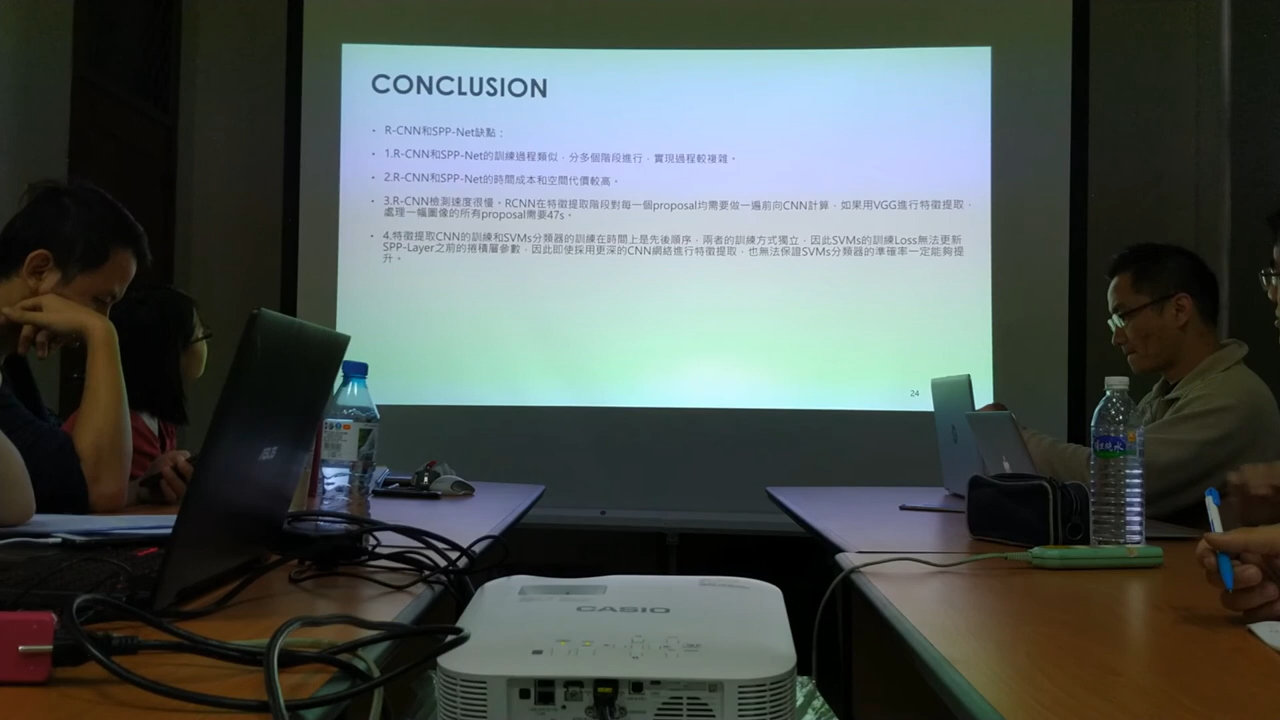 CONCLUSION
• R-CNN和SPP-Net缺點：
• 1.R-CNN和SPP-Net的訓練過程類似，分多個階段進行，實現過程較複雜。
• 2.R-CNN和SPP-Net的時間成本和空間代價較高。
• 3.R-CNN檢測速度很慢。RCNN在特徵提取階段對每一個proposal均需要做一遍前向CNN計算，如果用VGG進行特徵提取，
處理一幅圖像的所有proposal需要47s。
• 4.特徵提取CNN的訓練和SVMs分類器的訓練在時間上是先後順序，兩者的訓練方式獨立，因此SVMs的訓練Loss無法更新
SPP-Layer之前的捲積層參數，因此即使採用更深的CNN網絡進行特徵提取，也無法保證SVMs分類器的準確率一定能夠提
升。
24
ASUS
CASIO